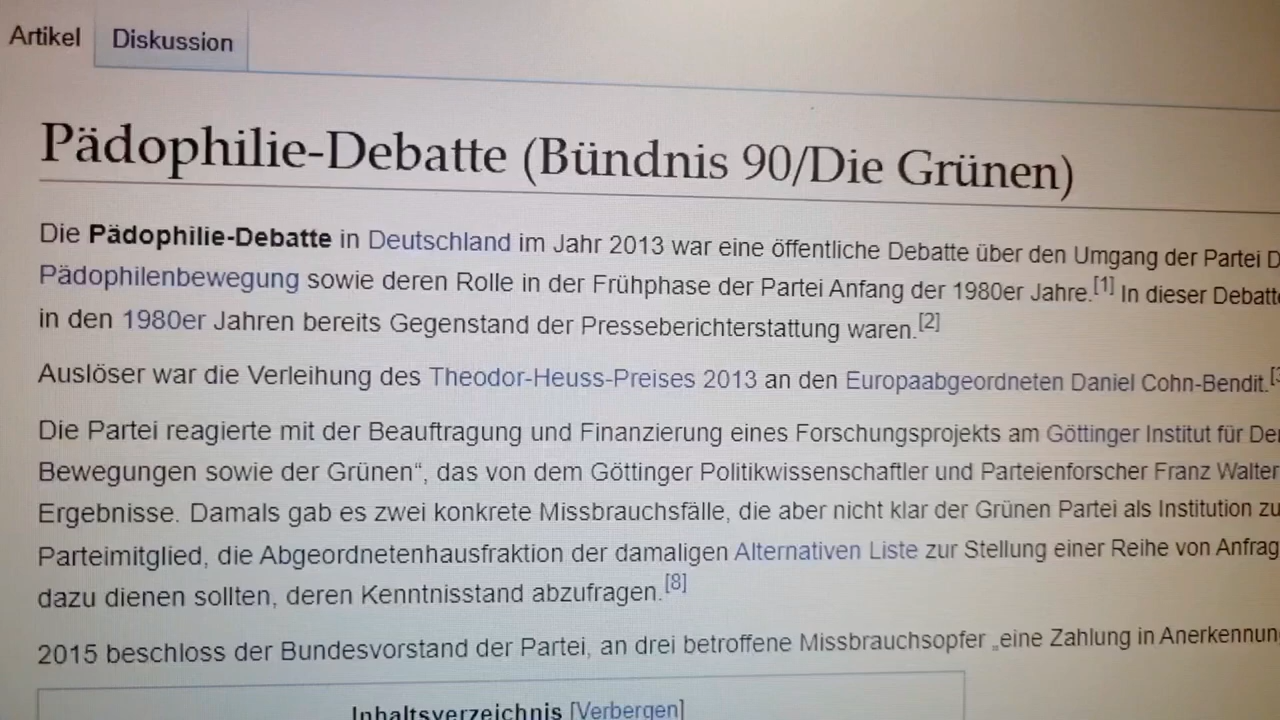 Artikel Diskussion
Pädophilie-Debatte (Bündnis 90/Die Grünen)
Die Pädophilie-Debatte in Deutschland im Jahr 2013 war eine öffentliche Debatte über den Umgang der Partei D
Pädophilenbewegung sowie deren Rolle in der Frühphase der Partei Anfang der 1980er Jahre.[1] In dieser Debatte
in den 1980er Jahren bereits Gegenstand der Presseberichterstattung waren.[2]
Auslöser war die Verleihung des Theodor-Heuss-Preises 2013 an den Europaabgeordneten Daniel Cohn-Bendit.[3
Die Partei reagierte mit der Beauftragung und Finanzierung eines Forschungsprojekts am Göttinger Institut für De
Bewegungen sowie der Grünen“, das von dem Göttinger Politikwissenschaftler und Parteienforscher Franz Walter
Ergebnisse. Damals gab es zwei konkrete Missbrauchsfälle, die aber nicht klar der Grünen Partei als Institution zu
Parteimitglied, die Abgeordnetenhausfraktion der damaligen Alternativen Liste zur Stellung einer Reihe von Anfrag
dazu dienen sollten, deren Kenntnisstand abzufragen.[8]
2015 beschloss der Bundesvorstand der Partei, an drei betroffene Missbrauchsopfer „eine Zahlung in Anerkennun
Inhaltsverzeichnis [Verbergen]